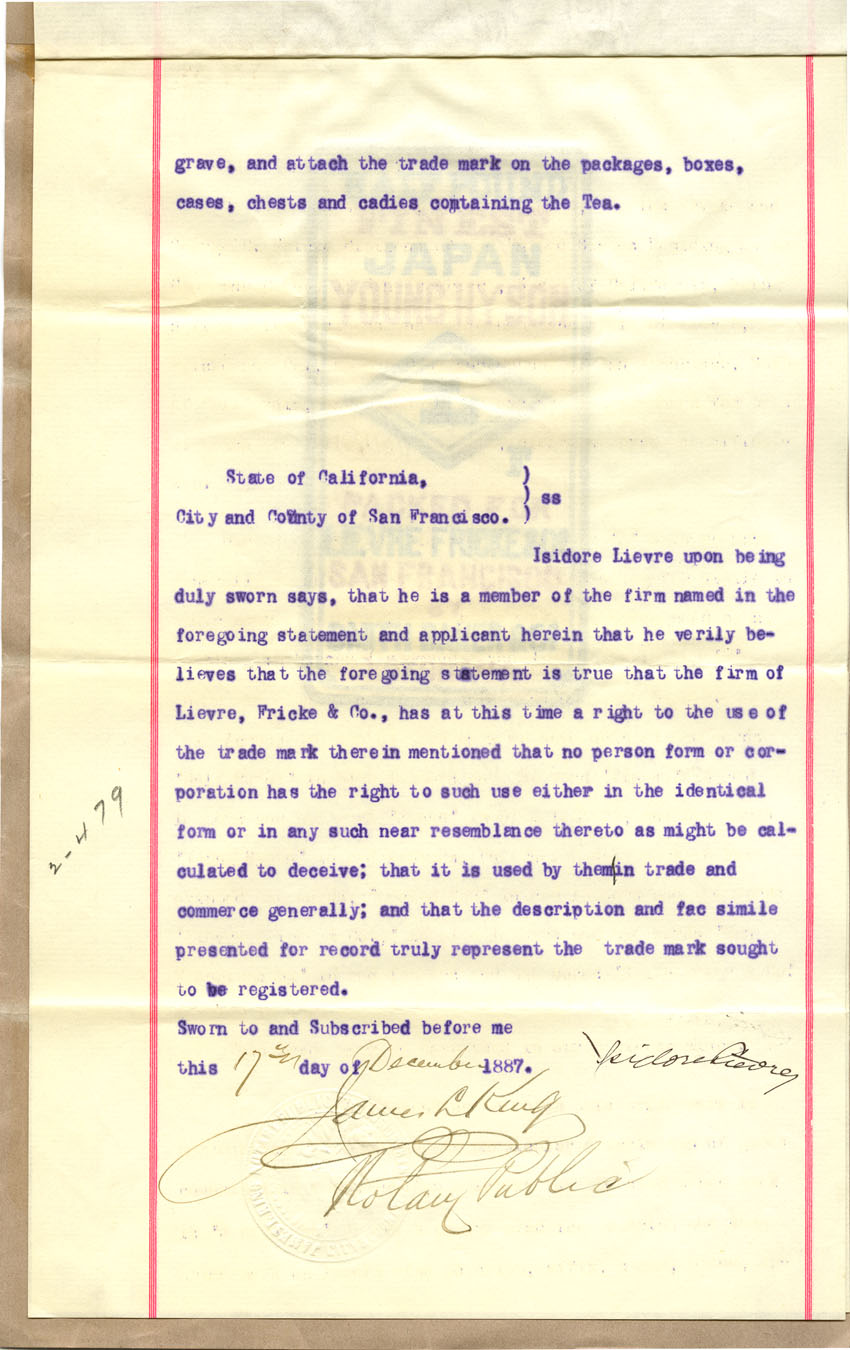 grave, and attach the trade mark on the packages, boxes,
cases, chests and cadies containing the Tea.
JAPAN
YOUNG HYSON
State of California, )
) ss
City and County of San Francisco. )
Isidore Lievre upon being
duly sworn says, that he is a member of the firm named in the
foregoing statement and applicant herein that he verily be-
lieves that the foregoing statement is true that the firm of
Lievre, Fricke & Co., has at this time a right to the use of
the trade mark therein mentioned that no person form or cor-
poration has the right to such use either in the identical
form or in any such near resemblance thereto as might be cal-
culated to deceive; that it is used by them|in trade and
commerce generally; and that the description and fac simile
presented for record truly represent the trade mark sought
to be registered.
Sworn to and Subscribed before me
this 17th day of December 1887.
Isidore Lievre
James L King
Notary Public
2-479